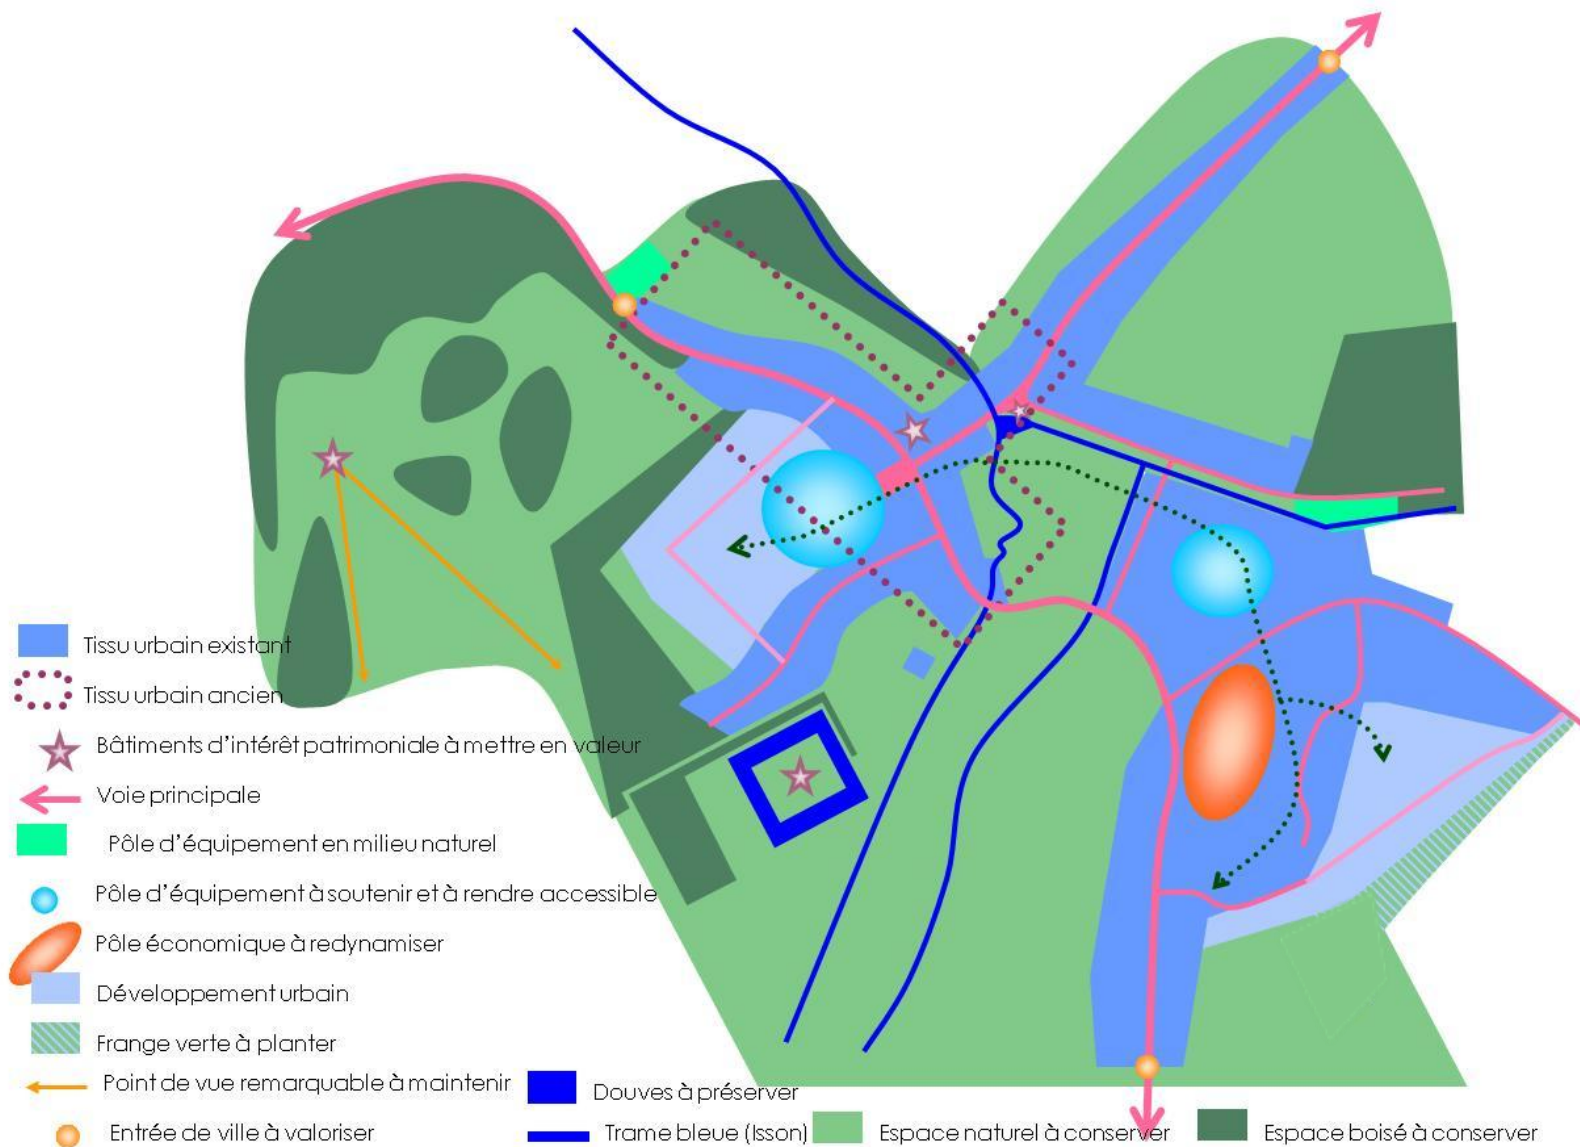 Tissu urbain existant
Tissu urbain ancien
Bâtiments d'intérêt patrimoniale à mettre en valeur
Voie principale
Pôle d'équipement en milieu naturel
Pôle d'équipement à soutenir et à rendre accessible
Pôle économique à redynamiser
Développement urbain
Frange verte à planter
Point de vue remarquable à maintenir
Douves à préserver
Entrée de ville à valoriser
Trame bleue (Isson)
Espace naturel à conserver
Espace boisé à conserver